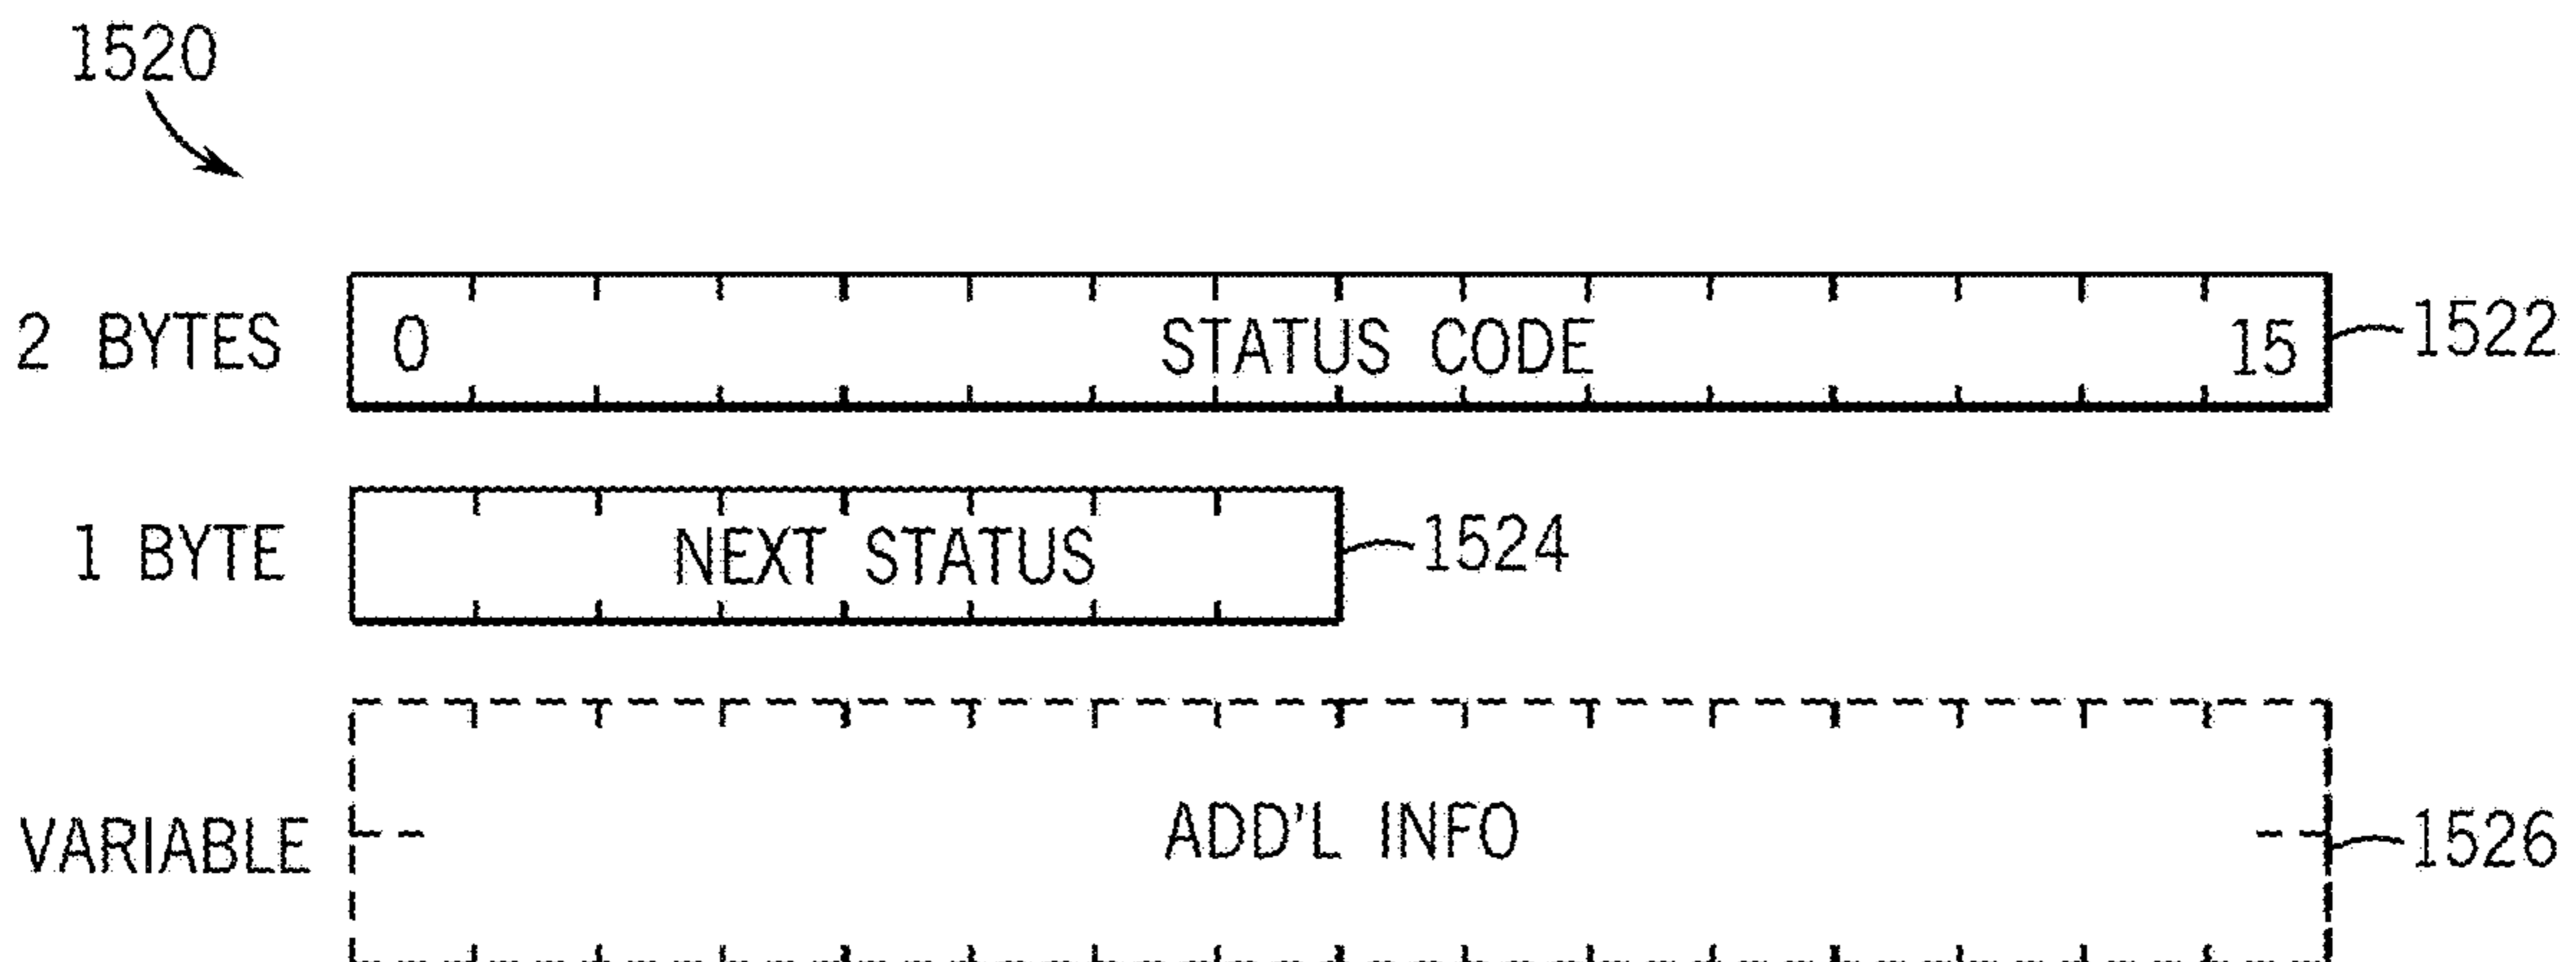 1520
2 BYTES 0 STATUS CODE 15 1522
1 BYTE NEXT STATUS 1524
VARIABLE ADD'L INFO 1526